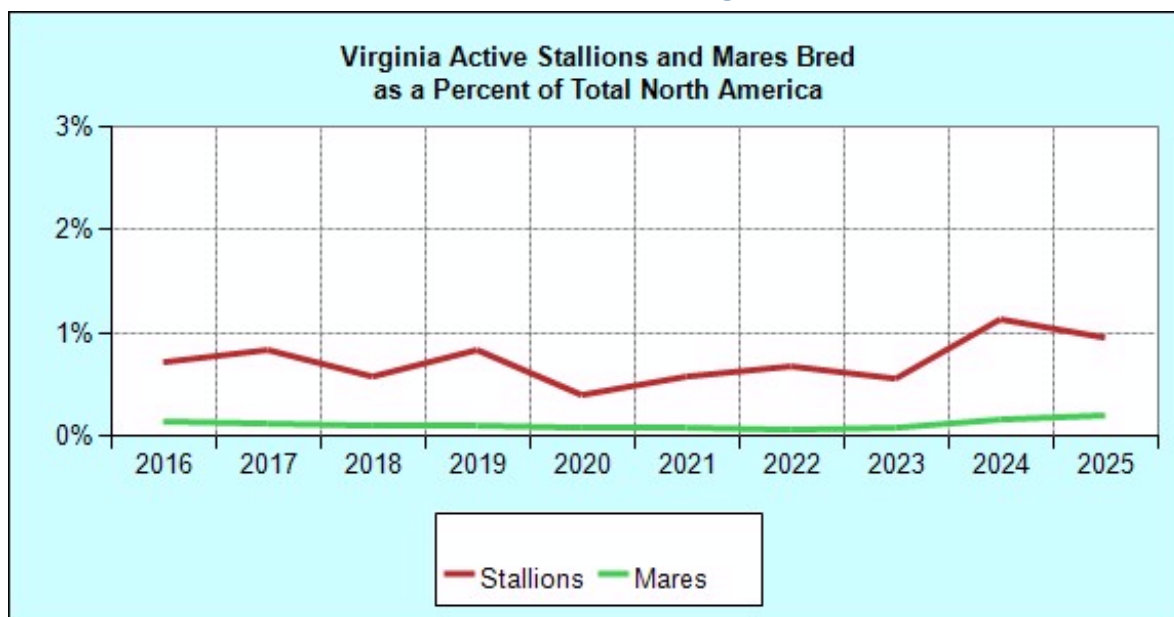 Virginia Active Stallions and Mares Bred
as a Percent of Total North America
3%
2%
1%
0%
2016 2017 2018 2019 2020 2021 2022 2023 2024 2025
Stallions Mares